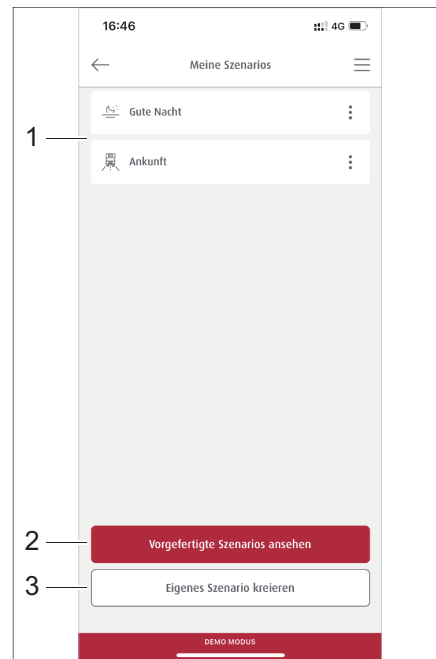 16:46 4G
Meine Szenarios
Gute Nacht
1
Ankunft
2 Vorgefertigte Szenarios ansehen
3 Eigenes Szenario kreieren
DEMO MODUS